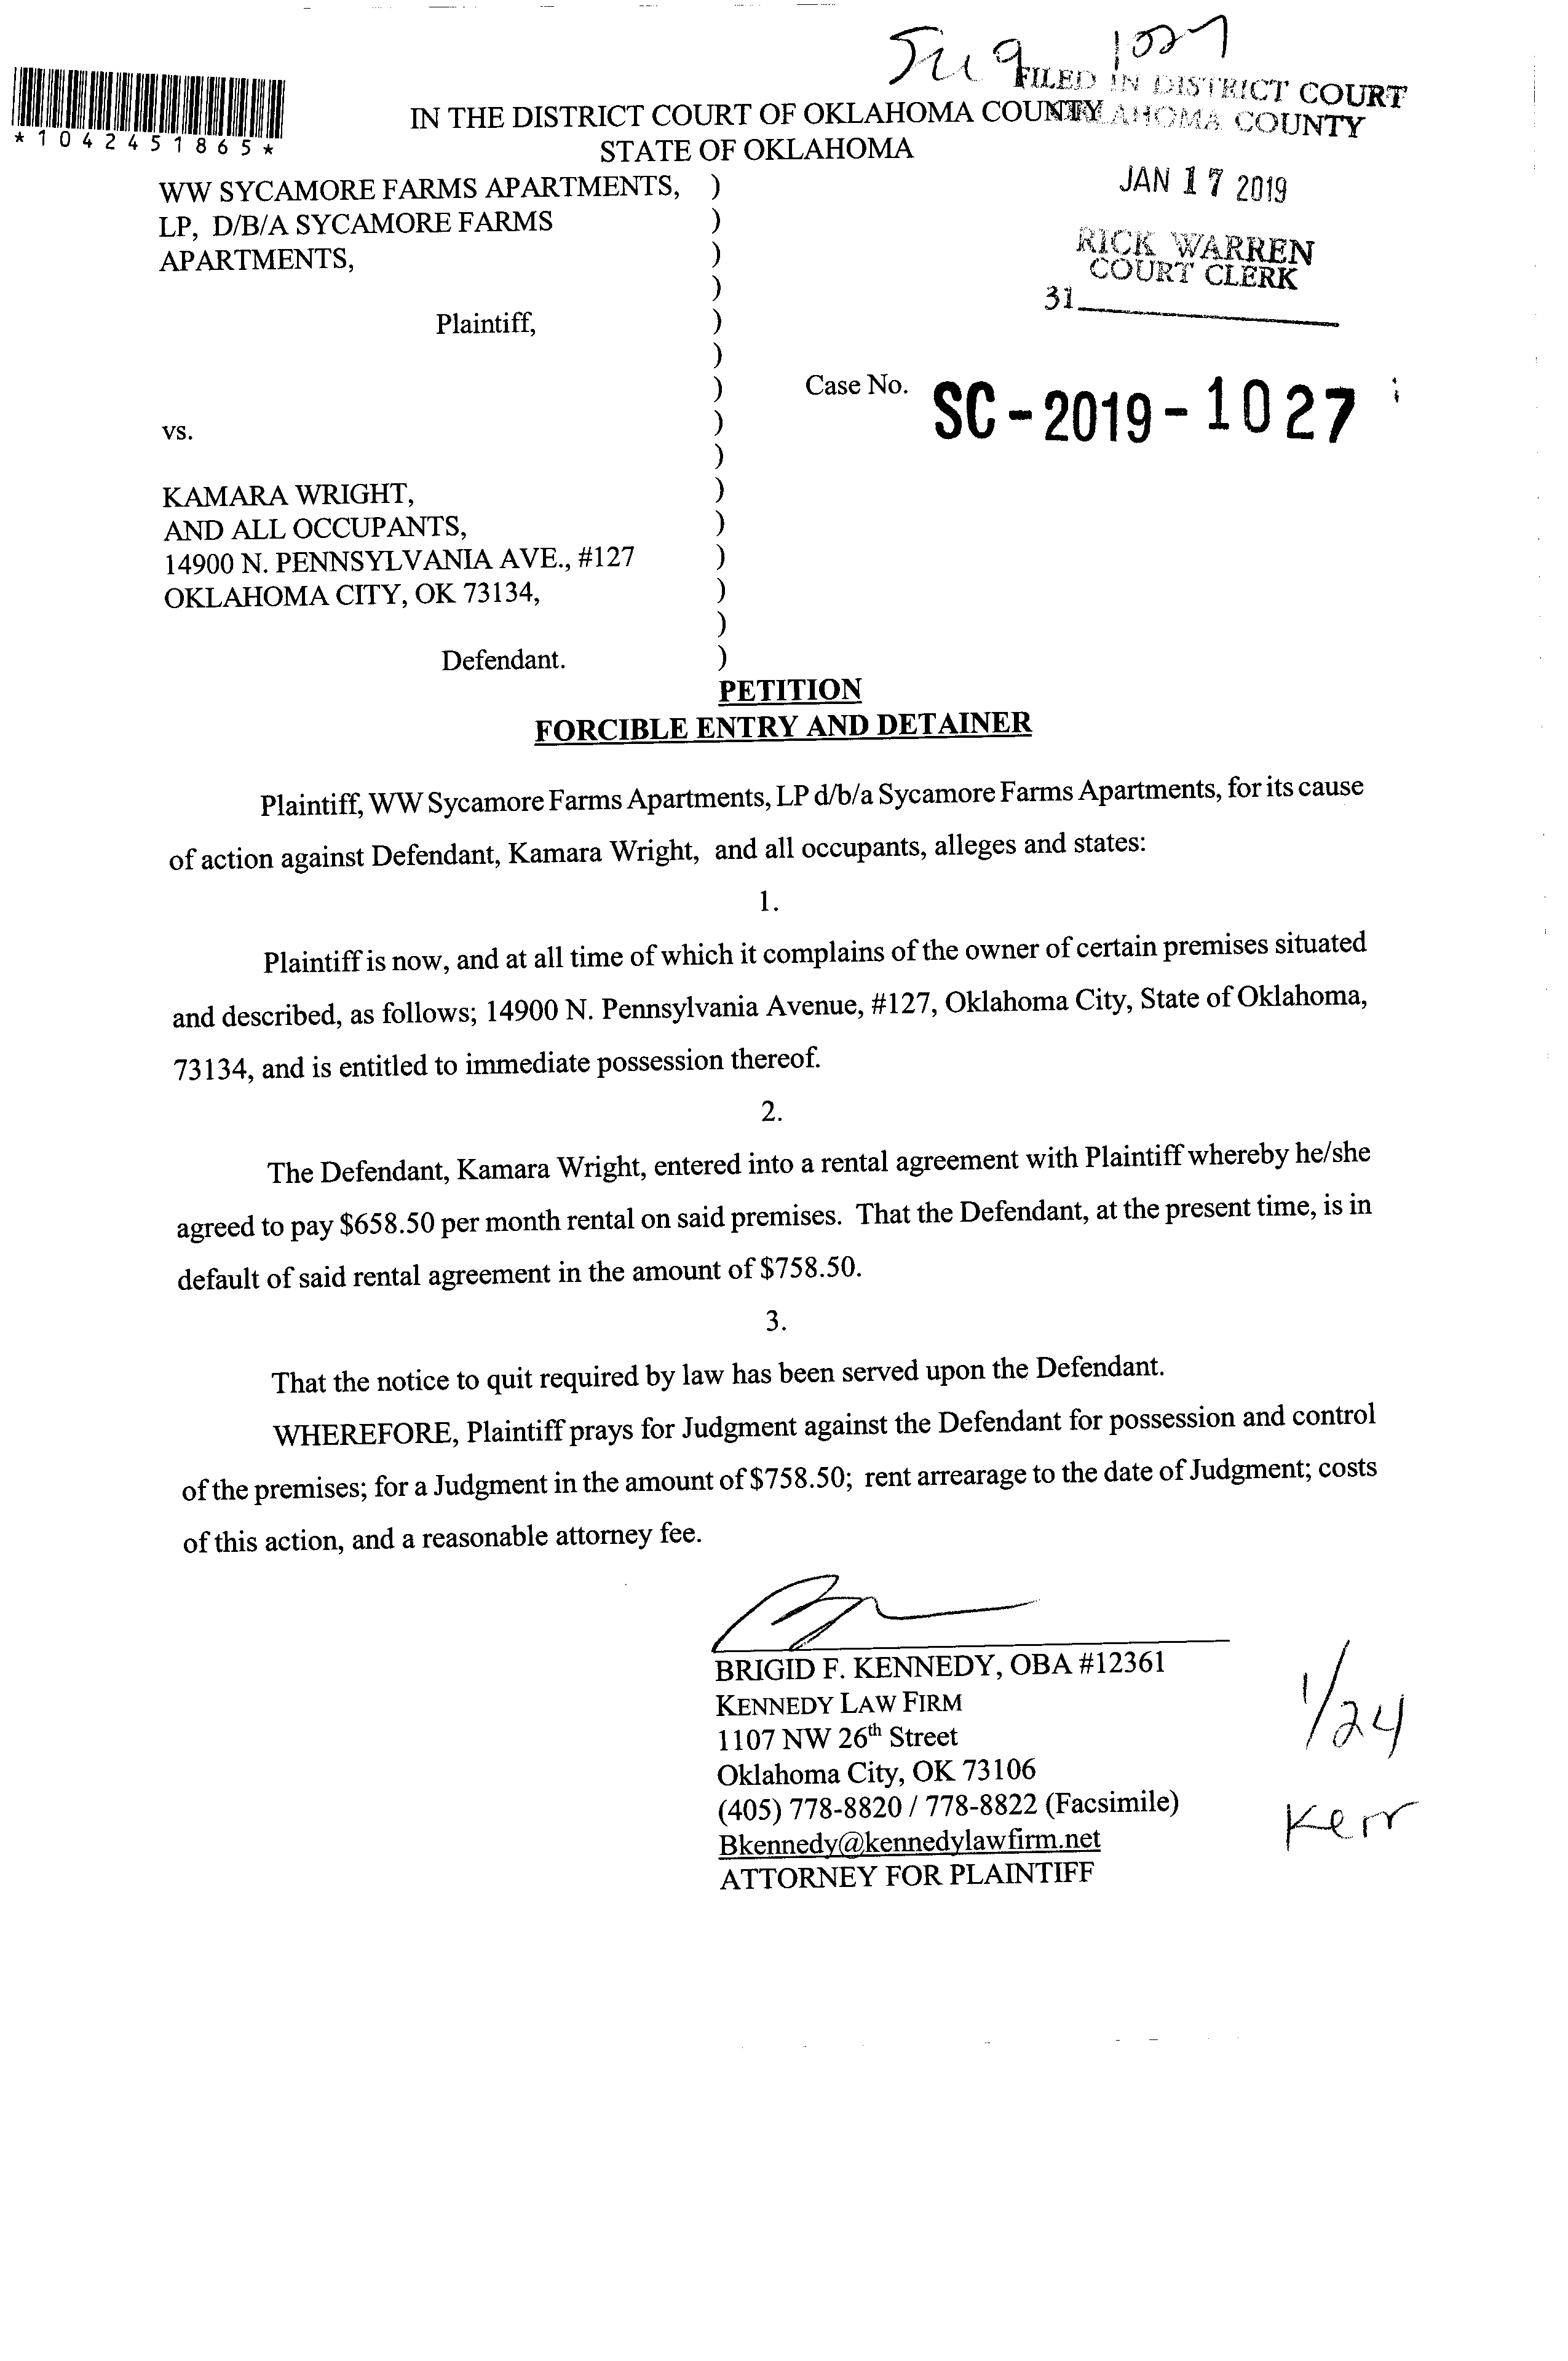 1027
FILED IN DISTRICT COURT
IN THE DISTRICT COURT OF OKLAHOMA COUNTY
AHOMA COUNTY
*1042451865*
STATE OF OKLAHOMA
JAN 17 2019
WW SYCAMORE FARMS APARTMENTS, )
LP, D/B/A SYCAMORE FARMS )
APARTMENTS, )
)
RICK WARREN
COURT CLERK
31
Plaintiff, )
)
) Case No. SC-2019-1027
vs. )
)
KAMARA WRIGHT, )
AND ALL OCCUPANTS, )
14900 N. PENNSYLVANIA AVE., #127 )
OKLAHOMA CITY, OK 73134, )
)
Defendant. )
PETITION
FORCIBLE ENTRY AND DETAINER
Plaintiff, WW Sycamore Farms Apartments, LP d/b/a Sycamore Farms Apartments, for its cause
of action against Defendant, Kamara Wright, and all occupants, alleges and states:
1.
Plaintiff is now, and at all time of which it complains of the owner of certain premises situated
and described, as follows; 14900 N. Pennsylvania Avenue, #127, Oklahoma City, State of Oklahoma,
73134, and is entitled to immediate possession thereof.
2.
The Defendant, Kamara Wright, entered into a rental agreement with Plaintiff whereby he/she
agreed to pay $658.50 per month rental on said premises. That the Defendant, at the present time, is in
default of said rental agreement in the amount of $758.50.
3.
That the notice to quit required by law has been served upon the Defendant.
WHEREFORE, Plaintiff prays for Judgment against the Defendant for possession and control
of the premises; for a Judgment in the amount of $758.50; rent arrearage to the date of Judgment; costs
of this action, and a reasonable attorney fee.
BRIGID F. KENNEDY, OBA #12361
KENNEDY LAW FIRM
1107 NW 26th Street
Oklahoma City, OK 73106
(405) 778-8820 / 778-8822 (Facsimile)
Bkennedy@kennedylawfirm.net
ATTORNEY FOR PLAINTIFF
1/24
Kerr